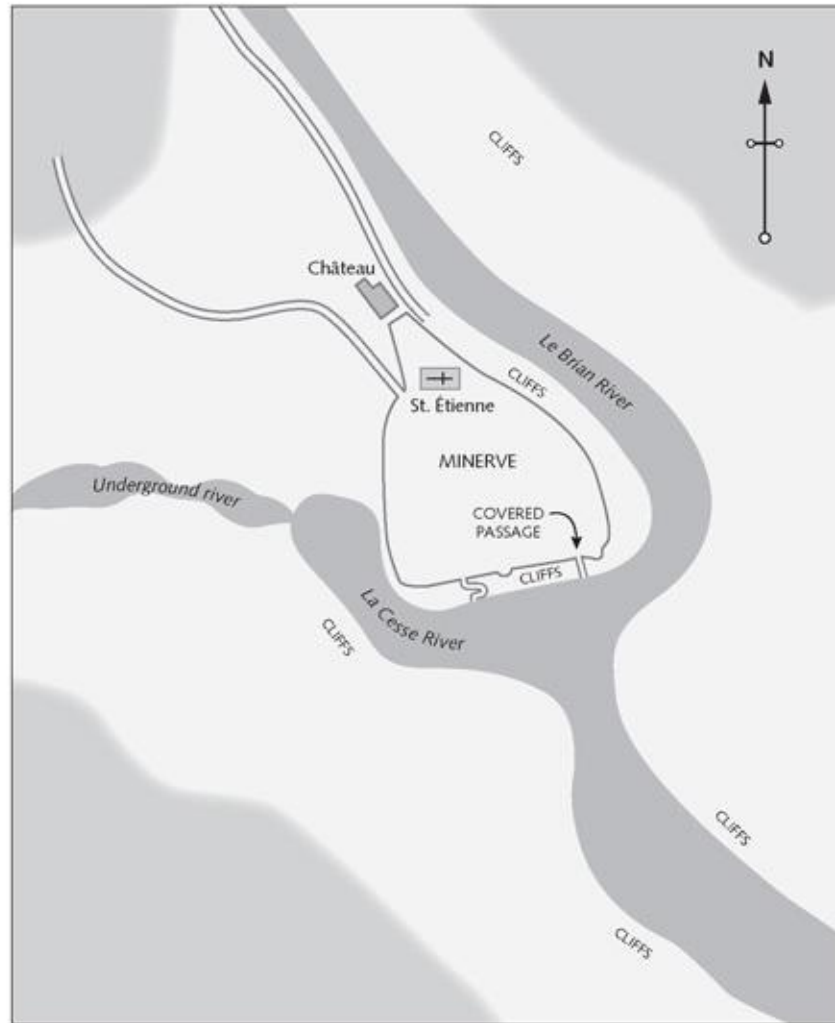 N
CLIFFS
Château
Le Brian River
CLIFFS
St. Étienne
MINERVE
Underground river
COVERED
PASSAGE
CLIFFS
La Cesse River
CLIFFS
CLIFFS
CLIFFS